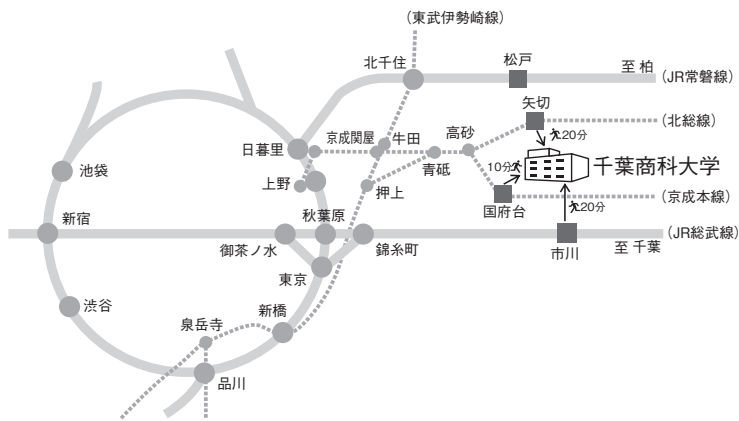 (東武伊勢崎線)
北千住
松戸
至 柏
(JR常磐線)
矢切
(北総線)
20分
日暮里
京成関屋
牛田
高砂
青砥
10分
千葉商科大学
池袋
上野
押上
国府台
(京成本線)
20分
新宿
秋葉原
御茶ノ水
錦糸町
市川
至 千葉
(JR総武線)
東京
渋谷
新橋
泉岳寺
品川